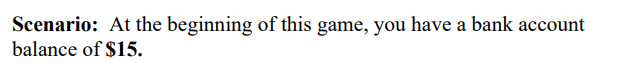 Scenario: At the beginning of this game, you have a bank account
balance of $15.